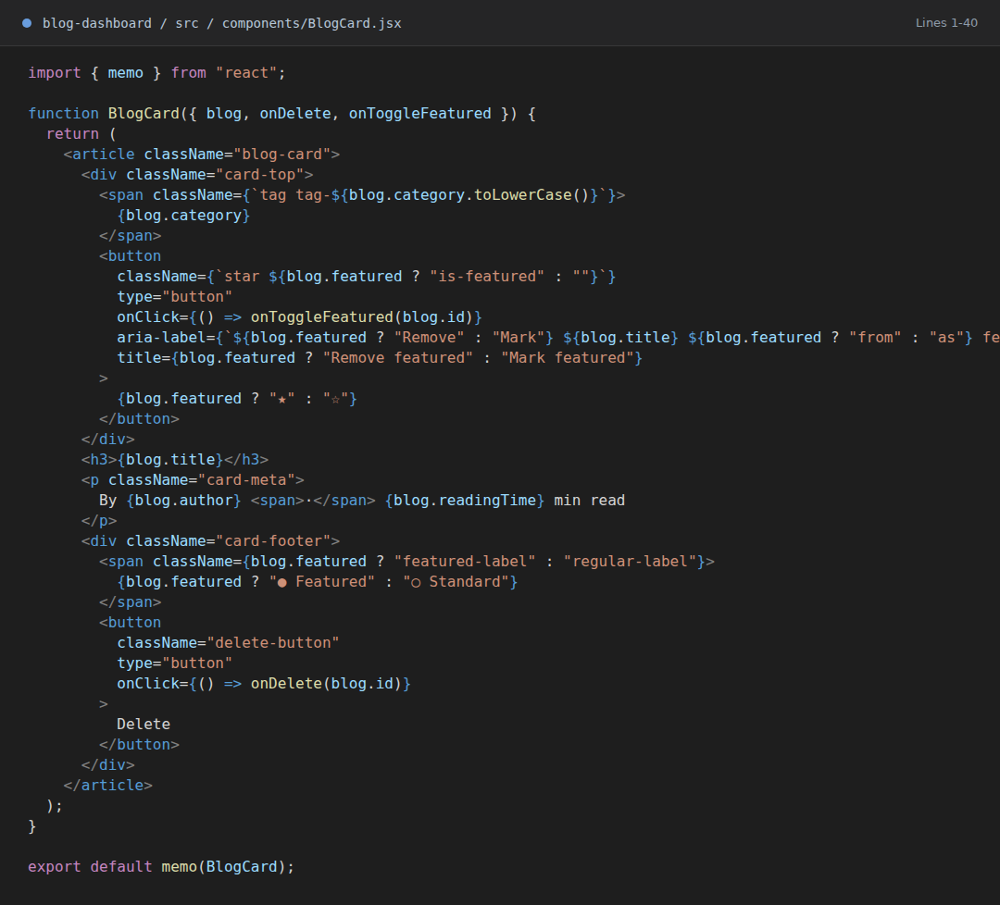 blog-dashboard / src / components/BlogCard.jsx
Lines 1-40
import { memo } from "react";

function BlogCard({ blog, onDelete, onToggleFeatured }) {
  return (
    <article className="blog-card">
      <div className="card-top">
        <span className={`tag tag-${blog.category.toLowerCase()}`}>
          {blog.category}
        </span>
        <button
          className={`star ${blog.featured ? "is-featured" : ""}`}
          type="button"
          onClick={() => onToggleFeatured(blog.id)}
          aria-label={`${blog.featured ? "Remove" : "Mark"} ${blog.title} ${blog.featured ? "from" : "as"} fe
          title={blog.featured ? "Remove featured" : "Mark featured"}
        >
          {blog.featured ? "★" : "☆"}
        </button>
      </div>
      <h3>{blog.title}</h3>
      <p className="card-meta">
        By {blog.author} <span>·</span> {blog.readingTime} min read
      </p>
      <div className="card-footer">
        <span className={blog.featured ? "featured-label" : "regular-label"}>
          {blog.featured ? "● Featured" : "○ Standard"}
        </span>
        <button
          className="delete-button"
          type="button"
          onClick={() => onDelete(blog.id)}
        >
          Delete
        </button>
      </div>
    </article>
  );
}

export default memo(BlogCard);